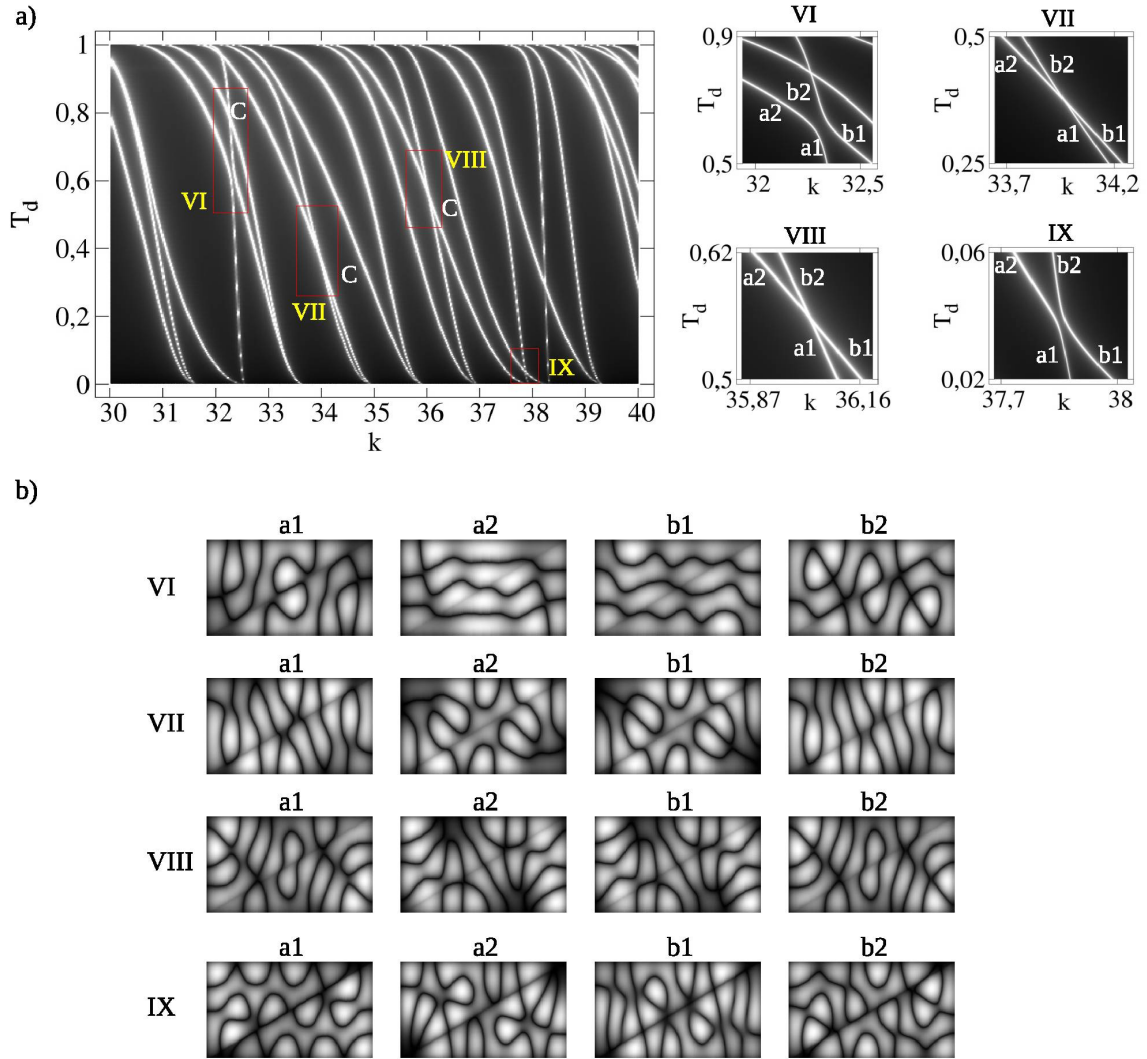 a)
VI
VII
1
0,8
0,6
0,4
0,2
0
T_d
30
31
32
33
34
35
36
37
38
39
40
k
C
VI
VII
C
VIII
C
IX
0,9
0,5
T_d
a2
b2
a1
b1
32
k
32,5
0,5
0,25
T_d
a2
b2
a1
b1
33,7
k
34,2
VIII
IX
0,62
0,5
T_d
a2
b2
a1
b1
35,87
k
36,16
0,06
0,02
T_d
a2
b2
a1
b1
37,7
k
38
b)
a1 a2 b1 b2
VI
a1 a2 b1 b2
VII
a1 a2 b1 b2
VIII
a1 a2 b1 b2
IX